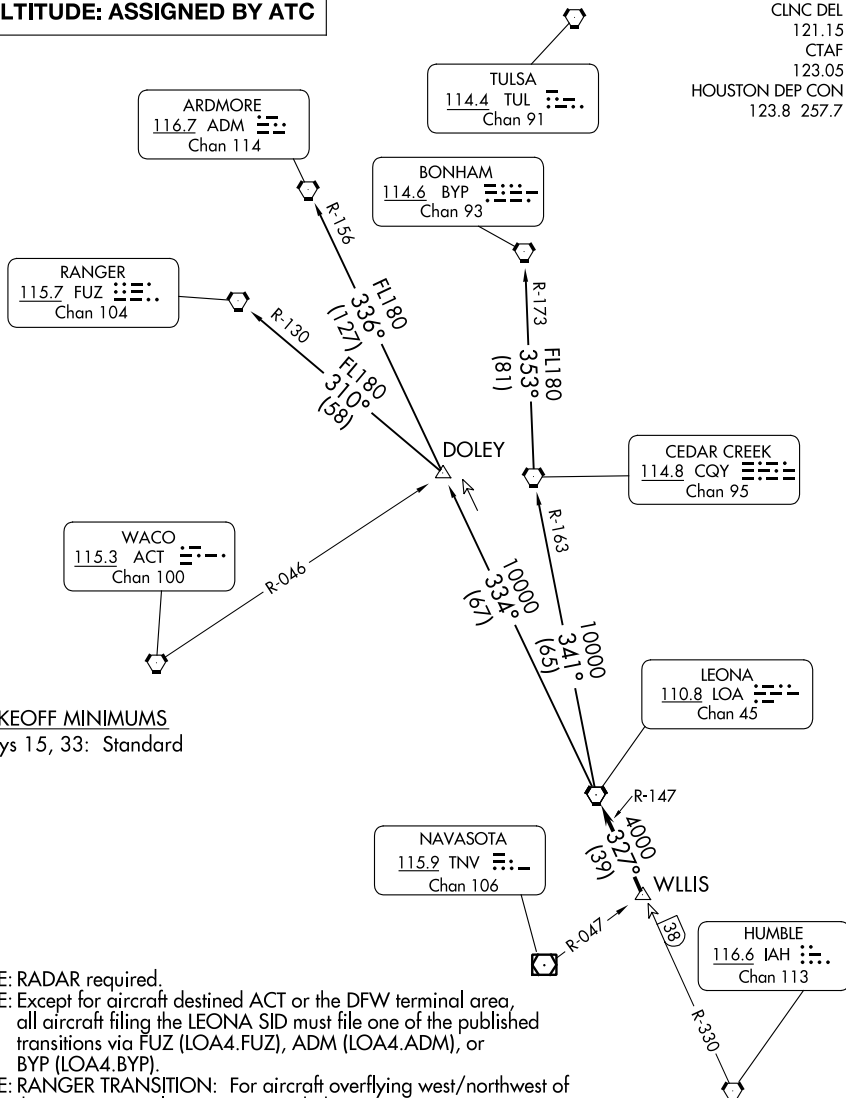 LTITUDE: ASSIGNED BY ATC
CLNC DEL
121.15
CTAF
123.05
HOUSTON DEP CON
123.8 257.7
TULSA
114.4 TUL
Chan 91
ARDMORE
116.7 ADM
Chan 114
BONHAM
114.6 BYP
Chan 93
R-156
RANGER
115.7 FUZ
Chan 104
R-130
R-173
FL180
336°
(127)
FL180
310°
(58)
FL180
353°
(81)
DOLEY
CEDAR CREEK
114.8 CQY
Chan 95
R-163
WACO
115.3 ACT
Chan 100
R-046
10000
334°
(67)
10000
341°
(65)
LEONA
110.8 LOA
Chan 45
KEOFF MINIMUMS
ys 15, 33: Standard
R-147
4000
327°
(39)
NAVASOTA
115.9 TNV
Chan 106
WLLIS
R-047
38
HUMBLE
116.6 IAH
Chan 113
R-330
E: RADAR required.
E: Except for aircraft destined ACT or the DFW terminal area,
all aircraft filing the LEONA SID must file one of the published
transitions via FUZ (LOA4.FUZ), ADM (LOA4.ADM), or
BYP (LOA4.BYP).
E: RANGER TRANSITION: For aircraft overflying west/northwest of